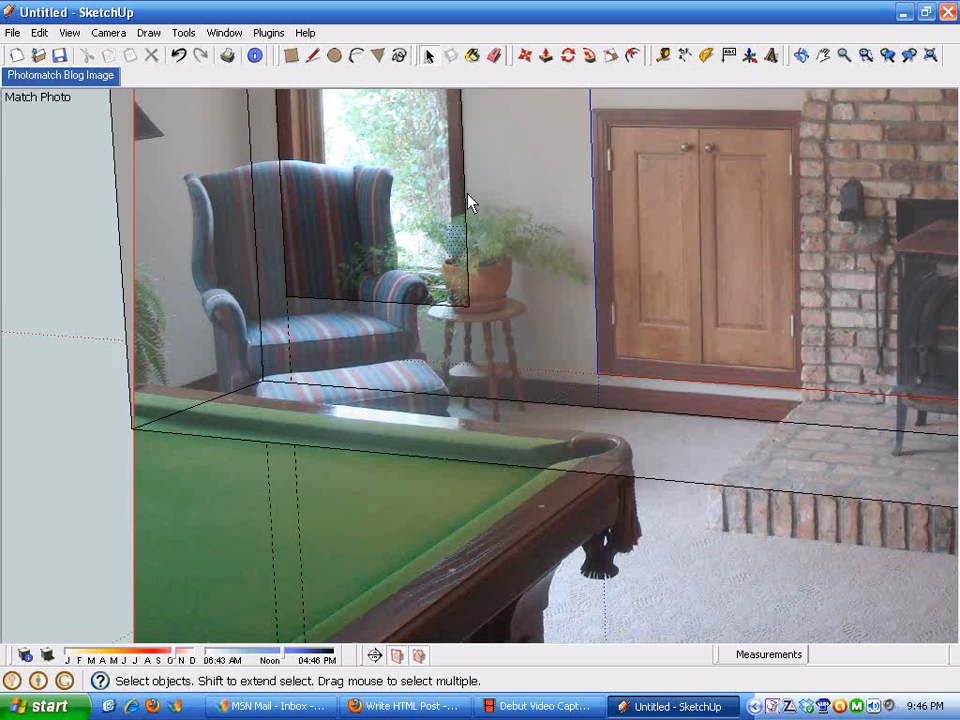 Untitled - SketchUp
File Edit View Camera Draw Tools Window Plugins Help
Photomatch Blog Image
Match Photo
J F M A M J J A S O N D 06:43 AM Noon 04:46 PM Measurements
Select objects. Shift to extend select. Drag mouse to select multiple.
start MSN Mail - Inbox -... Write HTML Post -... Debut Video Capt... Untitled - SketchUp 9:46 PM